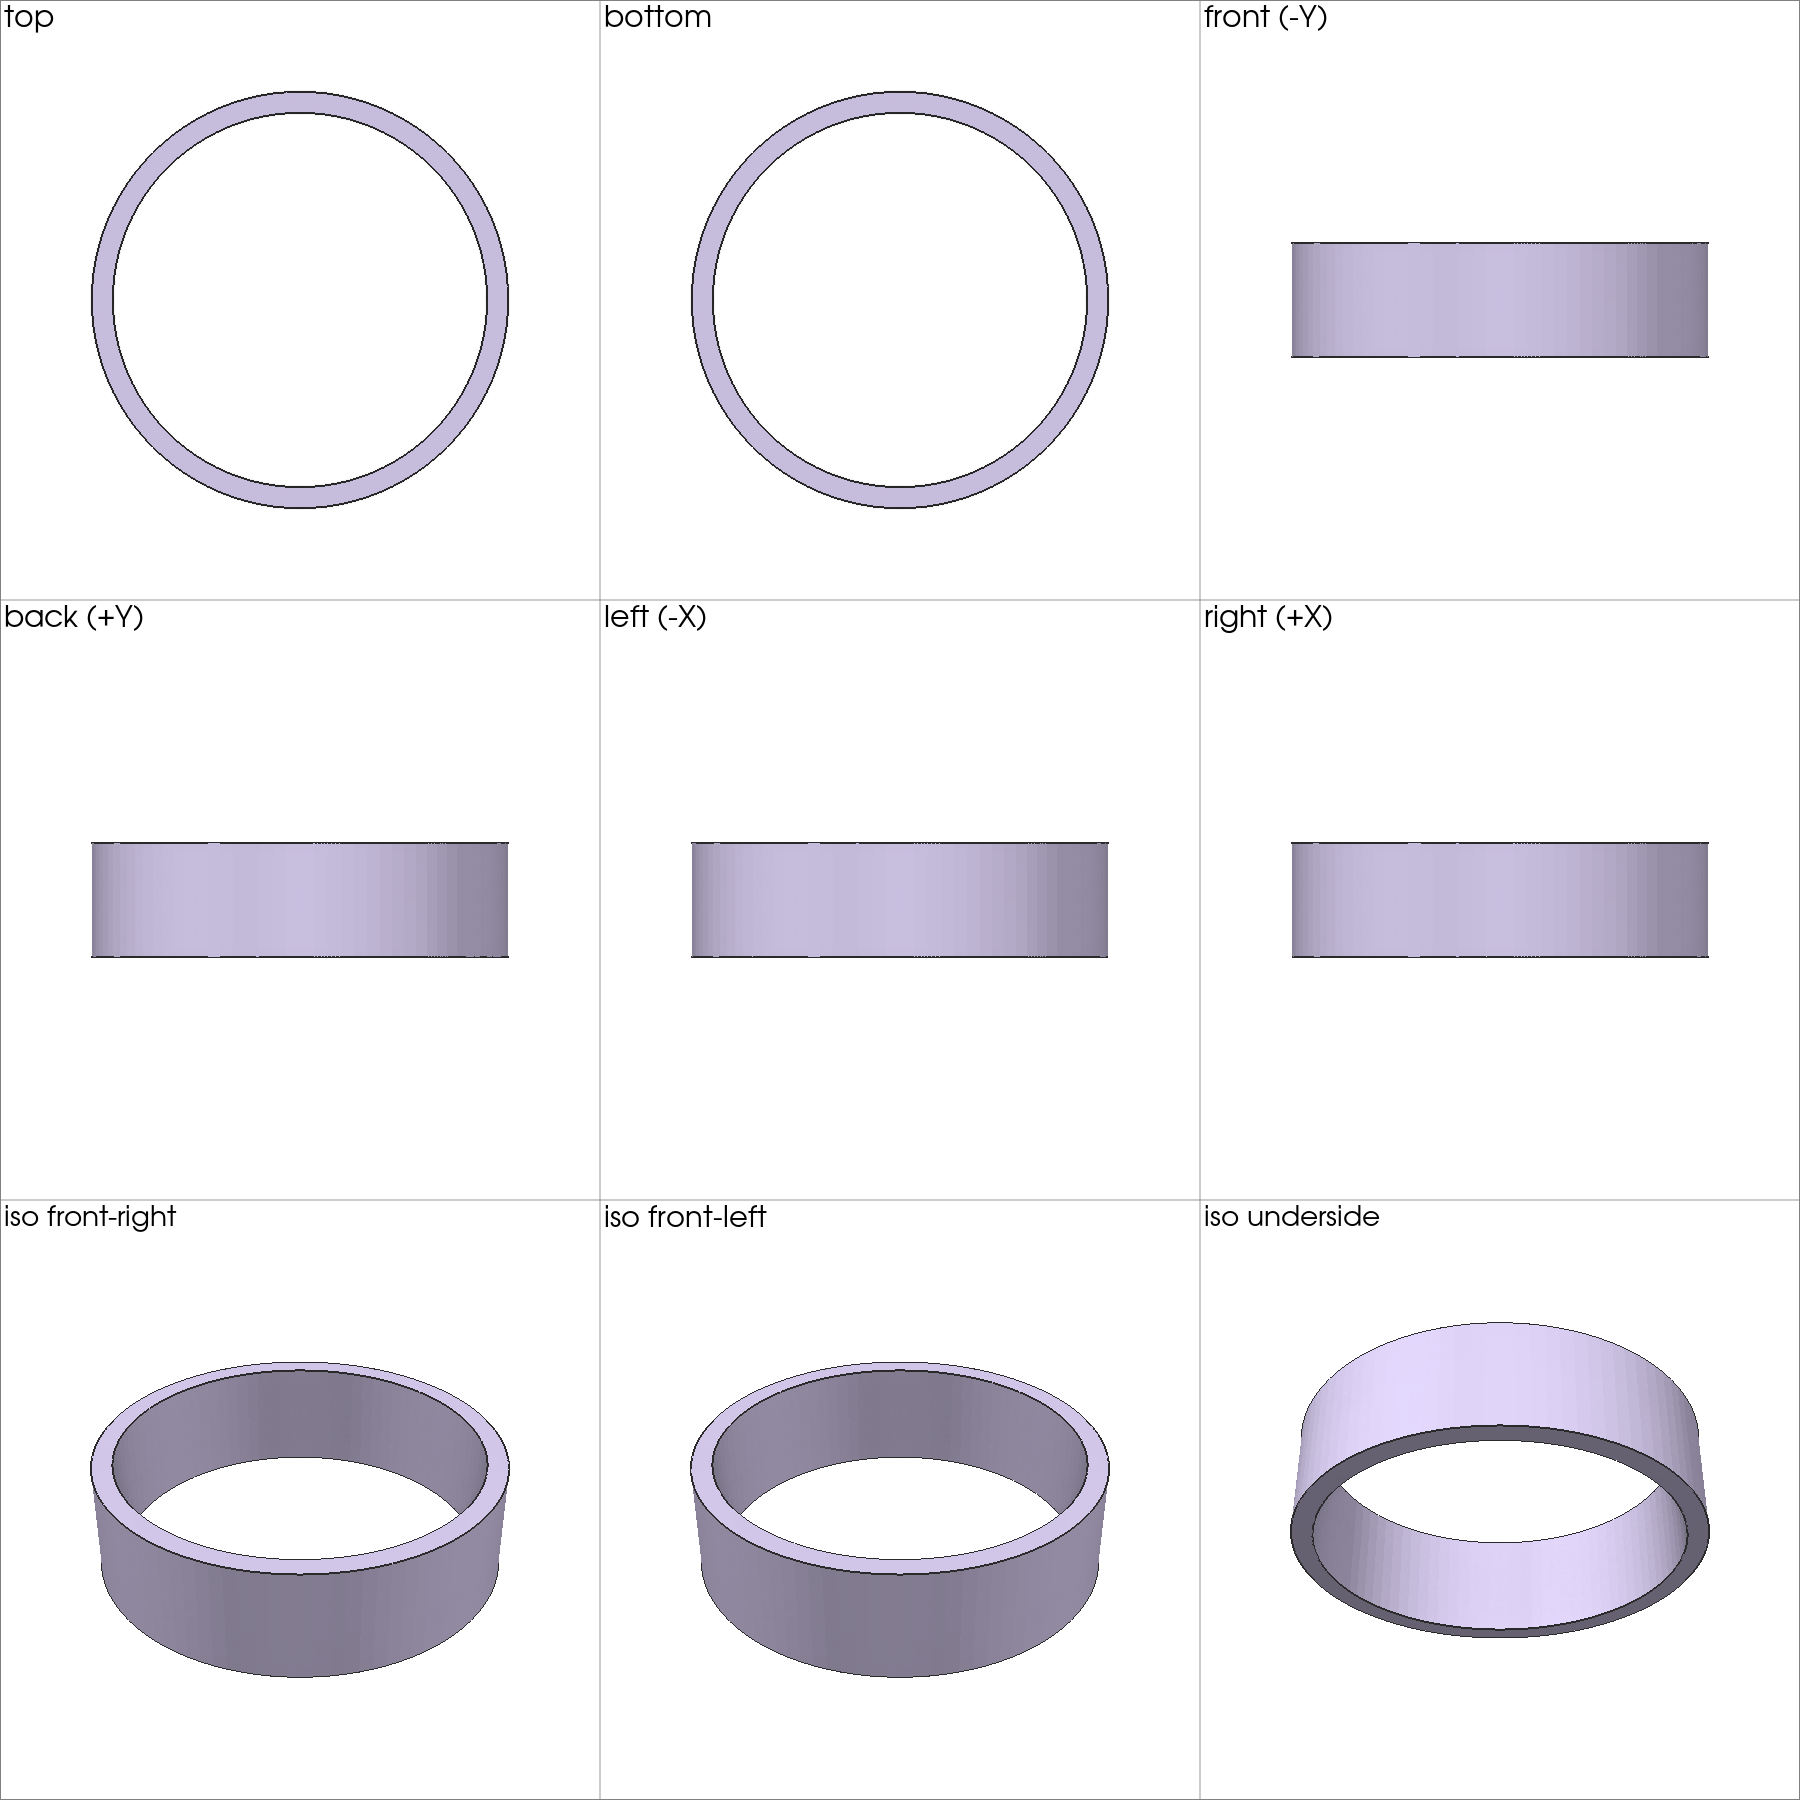 top
bottom
front (-Y)
back (+Y)
left (-X)
right (+X)
iso front-right
iso front-left
iso underside